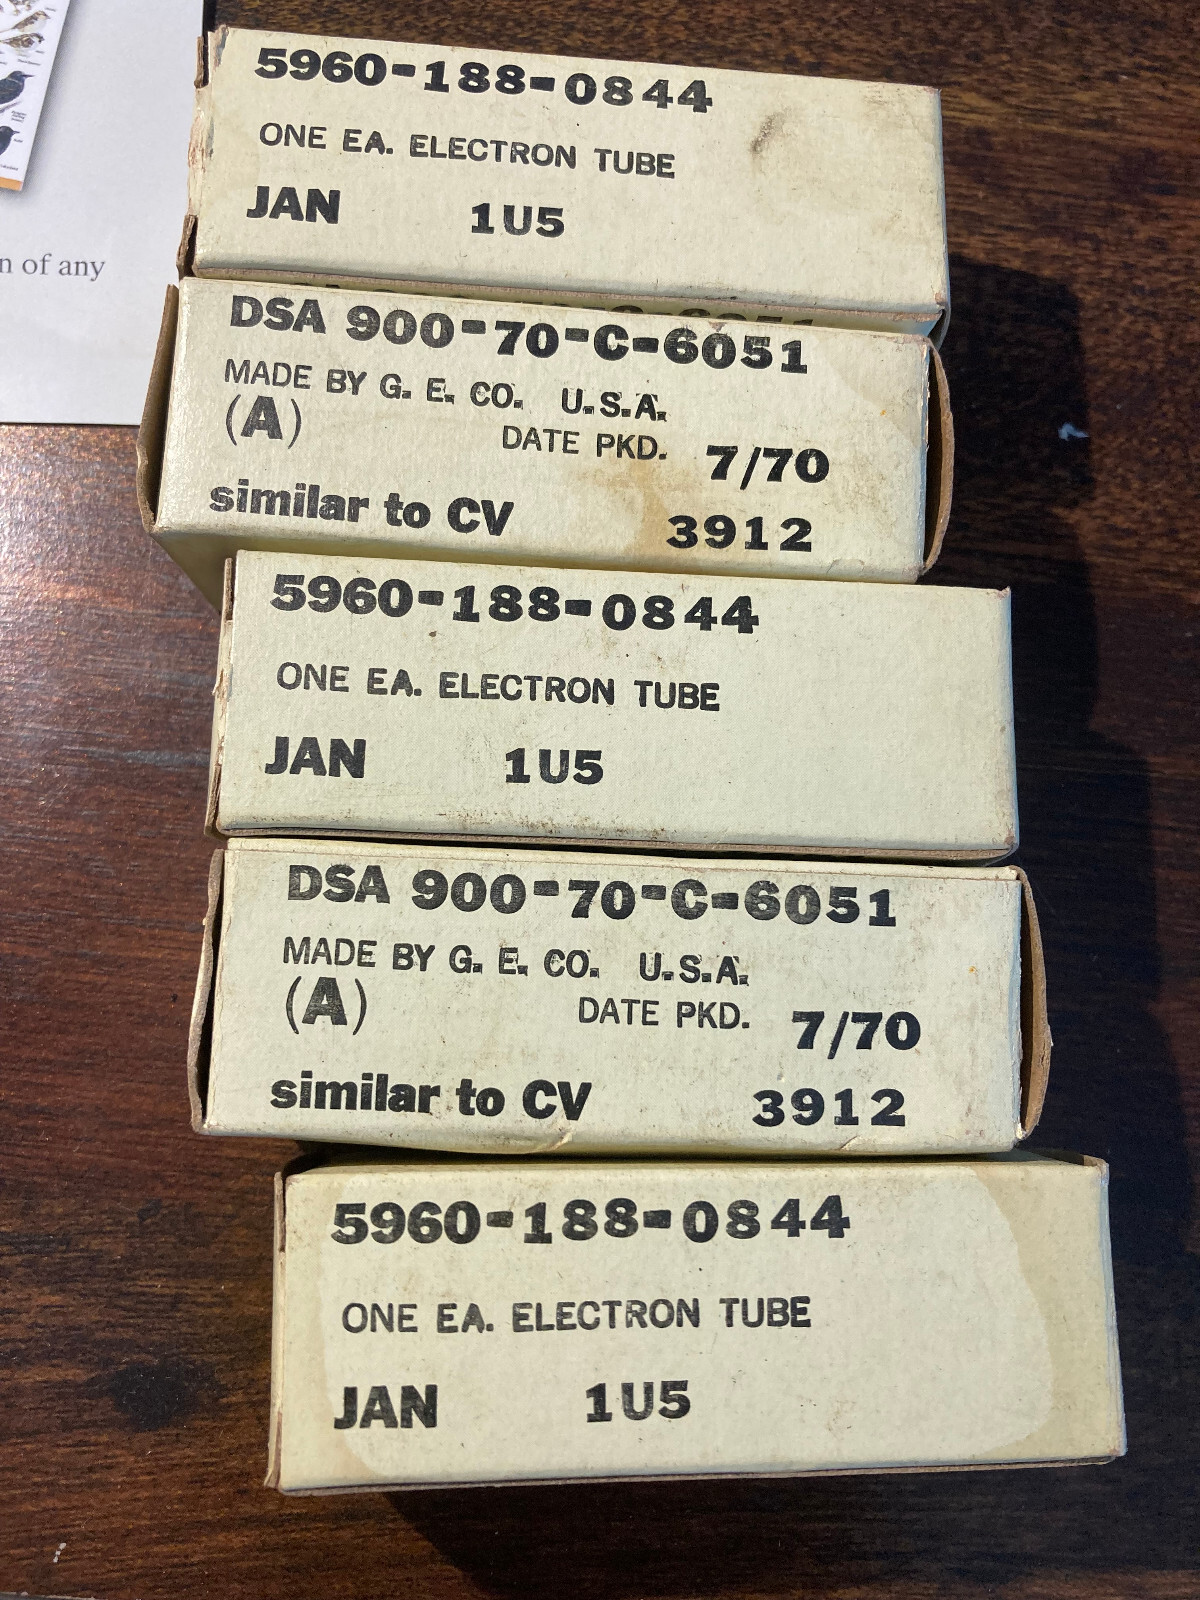 n of any
5960-188-0844
ONE EA. ELECTRON TUBE
JAN 1U5
DSA 900-70-C-6051
MADE BY G. E. CO. U.S.A.
(A) DATE PKD. 7/70
similar to CV 3912
5960-188-0844
ONE EA. ELECTRON TUBE
JAN 1U5
DSA 900-70-C-6051
MADE BY G. E. CO. U.S.A.
(A) DATE PKD. 7/70
similar to CV 3912
5960-188-0844
ONE EA. ELECTRON TUBE
JAN 1U5